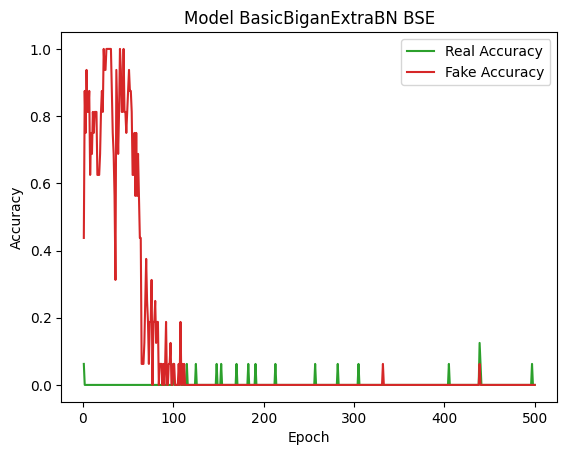 Model BasicBiganExtraBN BSE
Real Accuracy
Fake Accuracy
Accuracy
1.0
0.8
0.6
0.4
0.2
0.0
0
100
200
300
400
500
Epoch